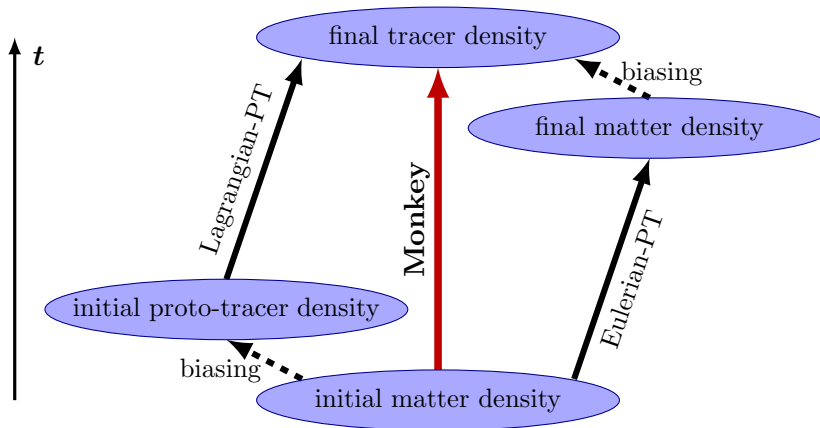 final tracer density
t
biasing
final matter density
Lagrangian-PT
Monkey
Eulerian-PT
initial proto-tracer density
biasing
initial matter density